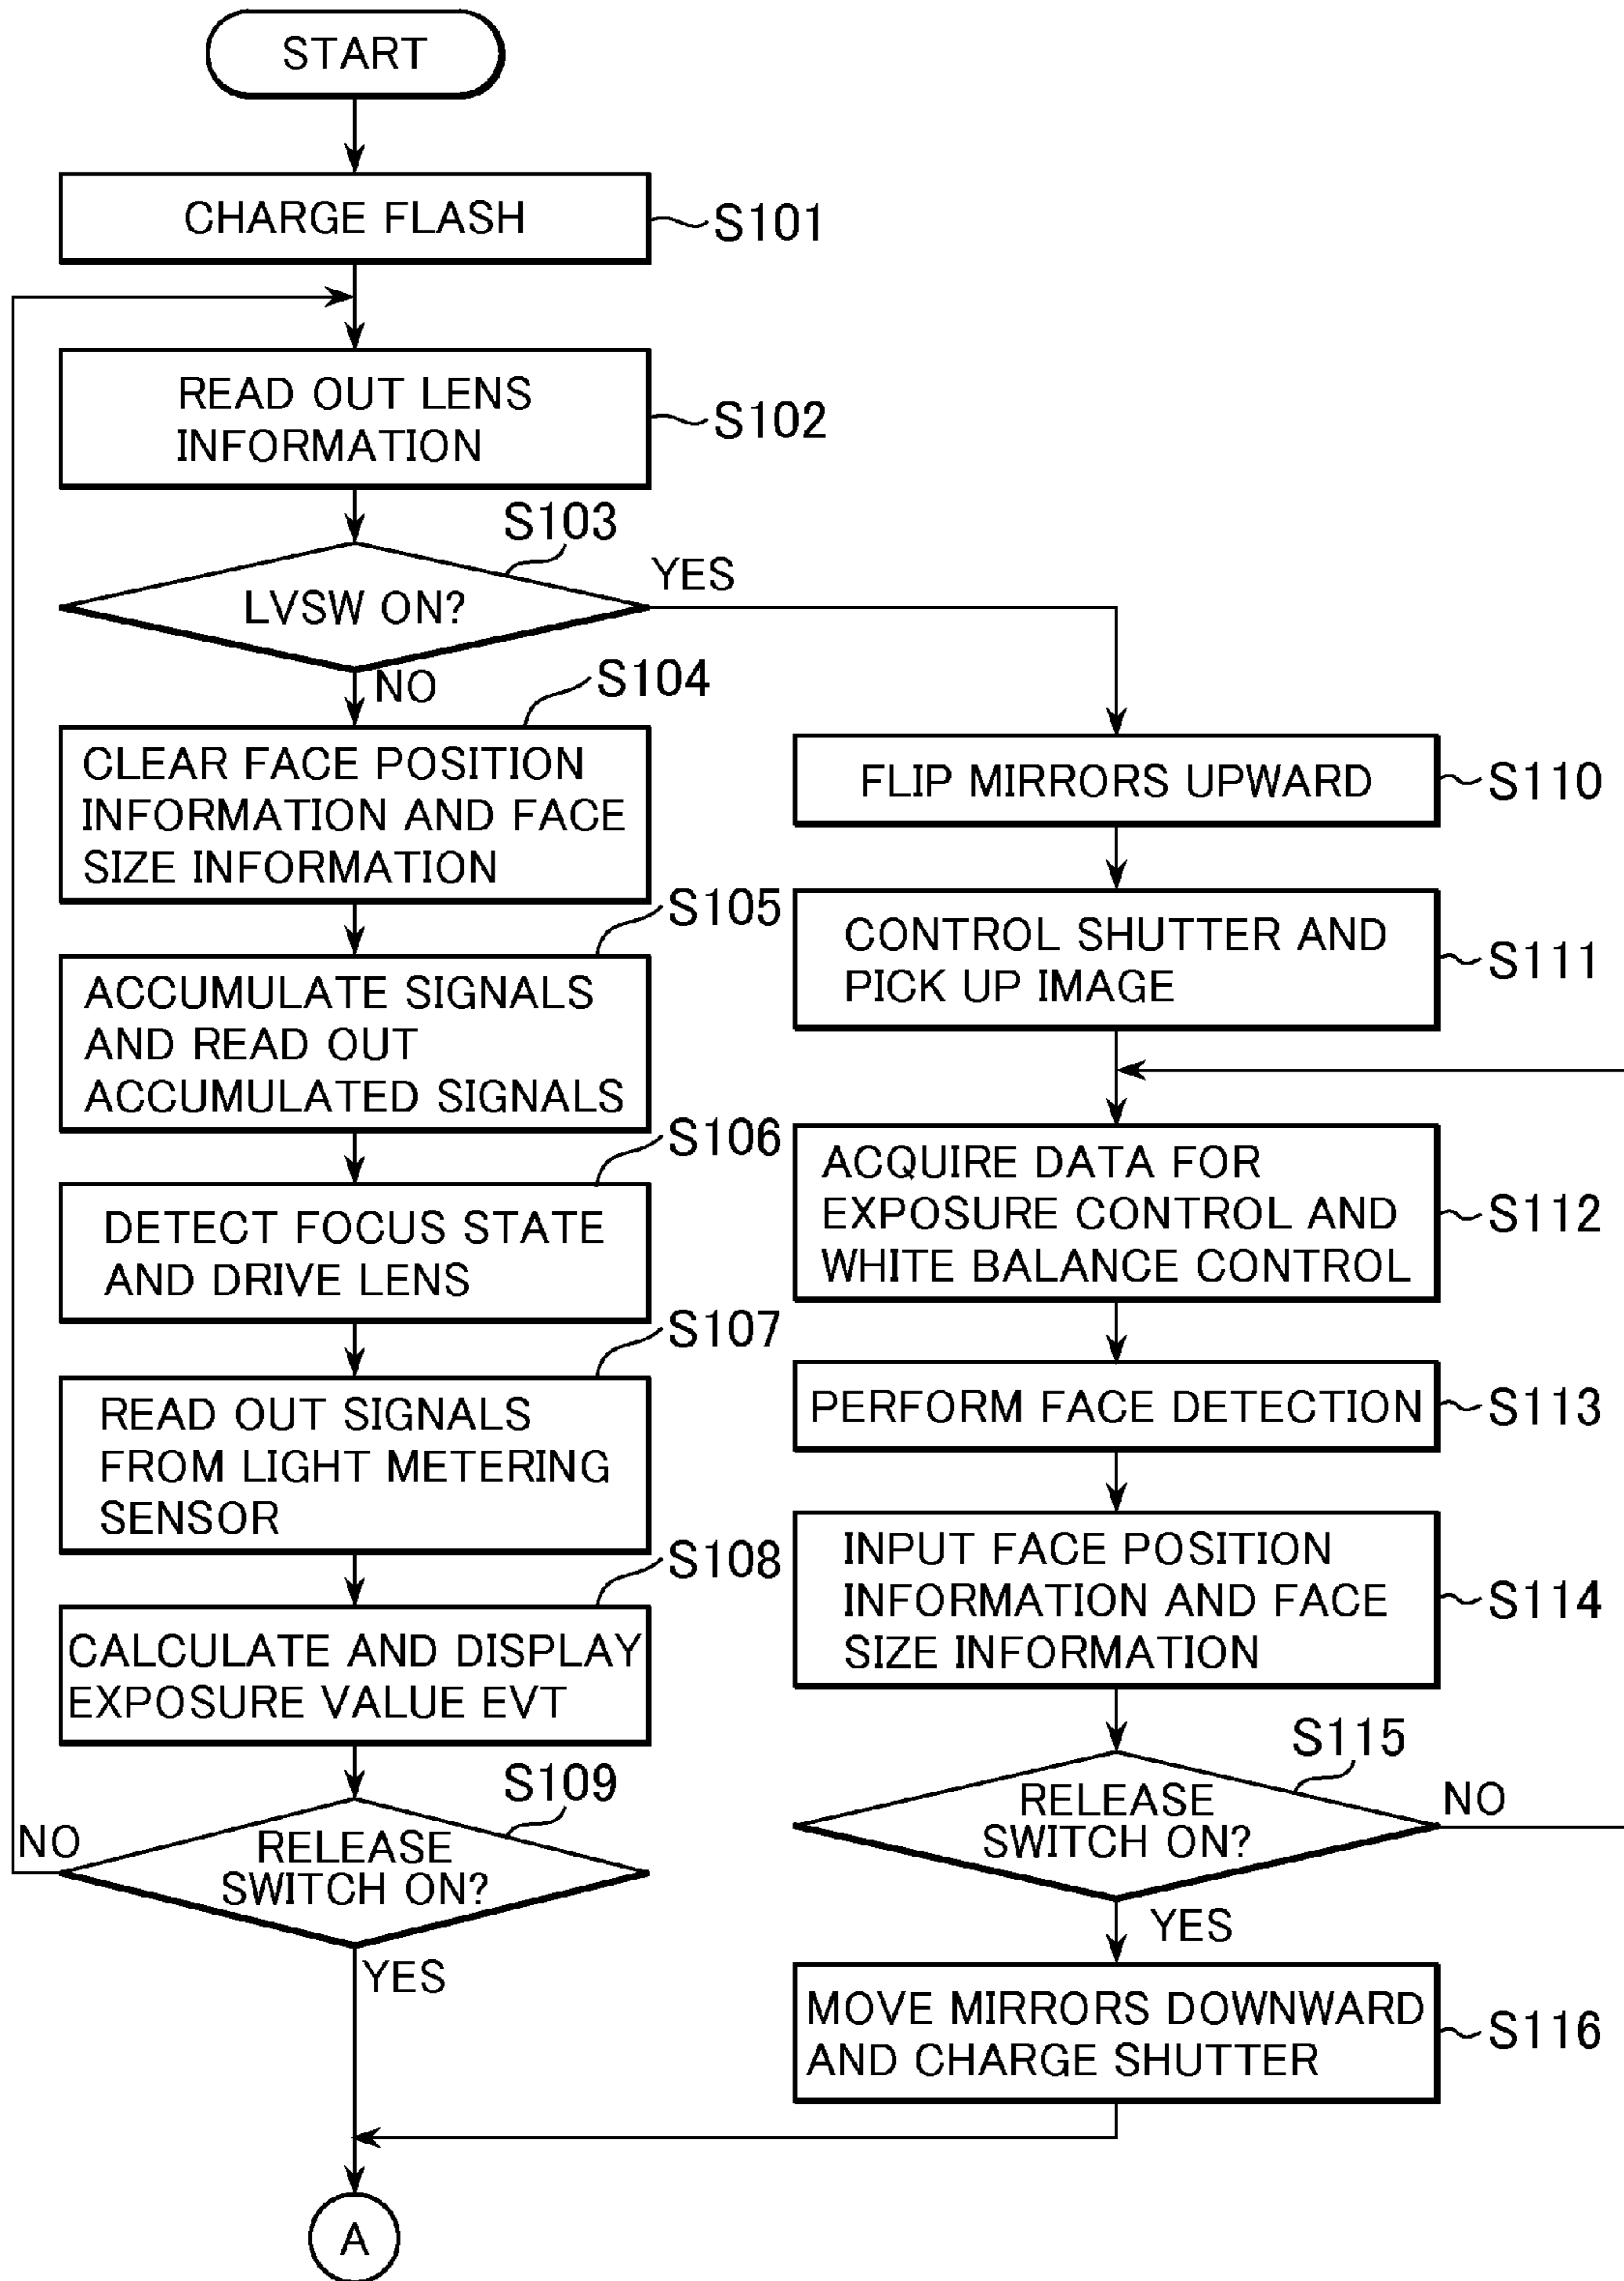 START
CHARGE FLASH
S101
READ OUT LENS
INFORMATION
S102
S103
LVSW ON?
YES
NO
S104
CLEAR FACE POSITION
INFORMATION AND FACE
SIZE INFORMATION
S105
ACCUMULATE SIGNALS
AND READ OUT
ACCUMULATED SIGNALS
S106
DETECT FOCUS STATE
AND DRIVE LENS
S107
READ OUT SIGNALS
FROM LIGHT METERING
SENSOR
S108
CALCULATE AND DISPLAY
EXPOSURE VALUE EVT
S109
RELEASE
SWITCH ON?
NO
YES
FLIP MIRRORS UPWARD
S110
CONTROL SHUTTER AND
PICK UP IMAGE
S111
ACQUIRE DATA FOR
EXPOSURE CONTROL AND
WHITE BALANCE CONTROL
S112
PERFORM FACE DETECTION
S113
INPUT FACE POSITION
INFORMATION AND FACE
SIZE INFORMATION
S114
S115
RELEASE
SWITCH ON?
NO
YES
MOVE MIRRORS DOWNWARD
AND CHARGE SHUTTER
S116
A